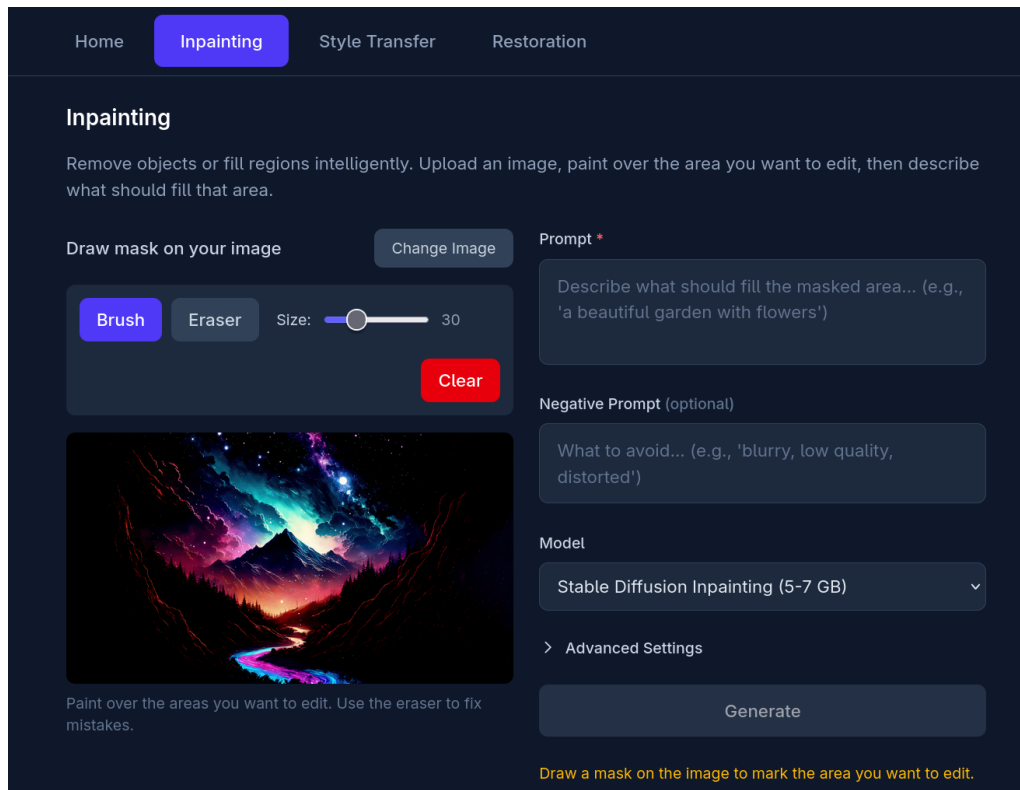 Home Inpainting Style Transfer Restoration
Inpainting
Remove objects or fill regions intelligently. Upload an image, paint over the area you want to edit, then describe
what should fill that area.
Draw mask on your image
Change Image
Brush Eraser Size: 30
Clear
Paint over the areas you want to edit. Use the eraser to fix
mistakes.
Prompt *
Describe what should fill the masked area... (e.g.,
'a beautiful garden with flowers')
Negative Prompt (optional)
What to avoid... (e.g., 'blurry, low quality,
distorted')
Model
Stable Diffusion Inpainting (5-7 GB)
Advanced Settings
Generate
Draw a mask on the image to mark the area you want to edit.